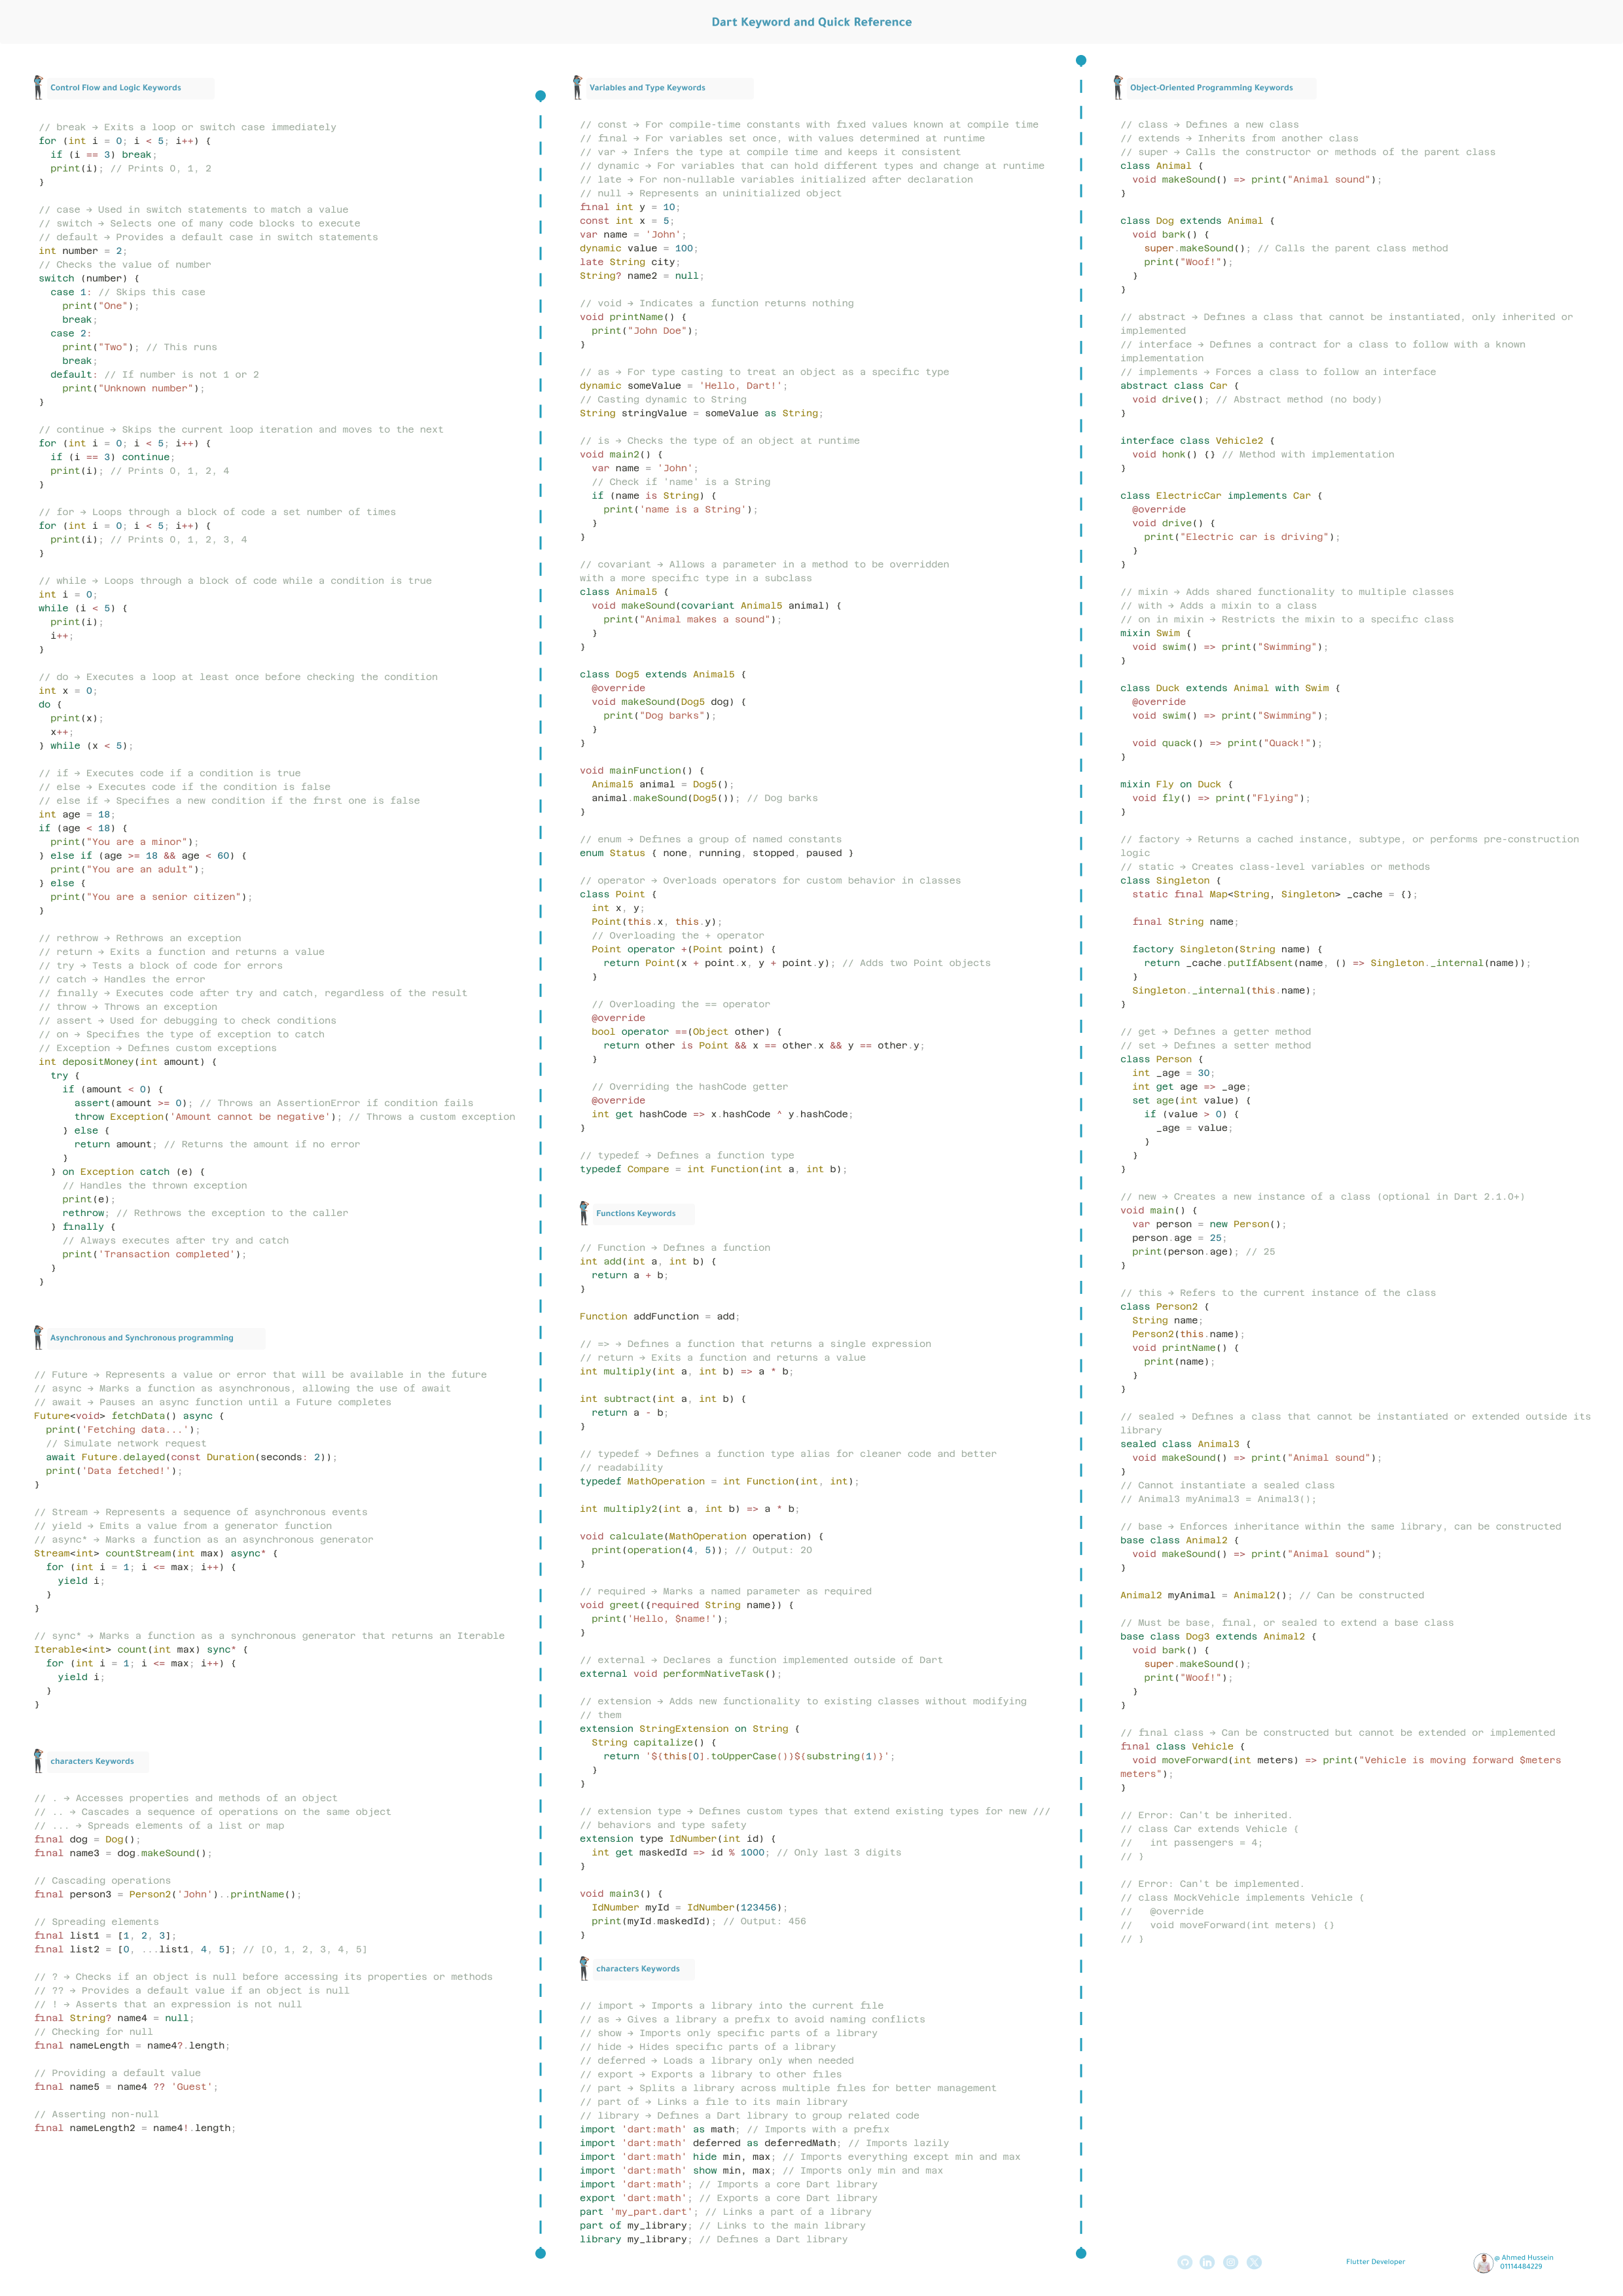 Dart Keyword and Quick Reference
Control Flow and Logic Keywords
// break → Exits a loop or switch case immediately
for (int i = 0; i < 5; i++) {
if (i == 3) break;
print(i); // Prints 0, 1, 2
}
// case → Used in switch statements to match a value
// switch → Selects one of many code blocks to execute
// default → Provides a default case in switch statements
int number = 2;
// Checks the value of number
switch (number) {
case 1: // Skips this case
print("One");
break;
case 2:
print("Two"); // This runs
break;
default: // If number is not 1 or 2
print("Unknown number");
}
// continue → Skips the current loop iteration and moves to the next
for (int i = 0; i < 5; i++) {
if (i == 3) continue;
print(i); // Prints 0, 1, 2, 4
}
// for → Loops through a block of code a set number of times
for (int i = 0; i < 5; i++) {
print(i); // Prints 0, 1, 2, 3, 4
}
// while → Loops through a block of code while a condition is true
int i = 0;
while (i < 5) {
print(i);
i++;
}
// do → Executes a loop at least once before checking the condition
int x = 0;
do {
print(x);
x++;
} while (x < 5);
// if → Executes code if a condition is true
// else → Executes code if the condition is false
// else if → Specifies a new condition if the first one is false
int age = 18;
if (age < 18) {
print("You are a minor");
} else if (age >= 18 && age < 60) {
print("You are an adult");
} else {
print("You are a senior citizen");
}
// rethrow → Rethrows an exception
// return → Exits a function and returns a value
// try → Tests a block of code for errors
// catch → Handles the error
// finally → Executes code after try and catch, regardless of the result
// throw → Throws an exception
// assert → Used for debugging to check conditions
// on → Specifies the type of exception to catch
// Exception → Defines custom exceptions
int depositMoney(int amount) {
try {
if (amount < 0) {
assert(amount >= 0); // Throws an AssertionError if condition fails
throw Exception('Amount cannot be negative'); // Throws a custom exception
} else {
return amount; // Returns the amount if no error
}
} on Exception catch (e) {
// Handles the thrown exception
print(e);
rethrow; // Rethrows the exception to the caller
} finally {
// Always executes after try and catch
print('Transaction completed');
}
}
Asynchronous and Synchronous programming
// Future → Represents a value or error that will be available in the future
// async → Marks a function as asynchronous, allowing the use of await
// await → Pauses an async function until a Future completes
Future<void> fetchData() async {
print('Fetching data...');
// Simulate network request
await Future.delayed(const Duration(seconds: 2));
print('Data fetched!');
}
// Stream → Represents a sequence of asynchronous events
// yield → Emits a value from a generator function
// async* → Marks a function as an asynchronous generator
Stream<int> countStream(int max) async* {
for (int i = 1; i <= max; i++) {
yield i;
}
}
// sync* → Marks a function as a synchronous generator that returns an Iterable
Iterable<int> count(int max) sync* {
for (int i = 1; i <= max; i++) {
yield i;
}
}
characters Keywords
// . → Accesses properties and methods of an object
// .. → Cascades a sequence of operations on the same object
// ... → Spreads elements of a list or map
final dog = Dog();
final name3 = dog.makeSound();
// Cascading operations
final person3 = Person2('John')..printName();
// Spreading elements
final list1 = [1, 2, 3];
final list2 = [0, ...list1, 4, 5]; // [0, 1, 2, 3, 4, 5]
// ? → Checks if an object is null before accessing its properties or methods
// ?? → Provides a default value if an object is null
// ! → Asserts that an expression is not null
final String? name4 = null;
// Checking for null
final nameLength = name4?.length;
// Providing a default value
final name5 = name4 ?? 'Guest';
// Asserting non-null
final nameLength2 = name4!.length;
Variables and Type Keywords
// const → For compile-time constants with fixed values known at compile time
// final → For variables set once, with values determined at runtime
// var → Infers the type at compile time and keeps it consistent
// dynamic → For variables that can hold different types and change at runtime
// late → For non-nullable variables initialized after declaration
// null → Represents an uninitialized object
final int y = 10;
const int x = 5;
var name = 'John';
dynamic value = 100;
late String city;
String? name2 = null;
// void → Indicates a function returns nothing
void printName() {
print("John Doe");
}
// as → For type casting to treat an object as a specific type
dynamic someValue = 'Hello, Dart!';
// Casting dynamic to String
String stringValue = someValue as String;
// is → Checks the type of an object at runtime
void main2() {
var name = 'John';
// Check if 'name' is a String
if (name is String) {
print('name is a String');
}
}
// covariant → Allows a parameter in a method to be overridden
with a more specific type in a subclass
class Animal5 {
void makeSound(covariant Animal5 animal) {
print("Animal makes a sound");
}
}
class Dog5 extends Animal5 {
@override
void makeSound(Dog5 dog) {
print("Dog barks");
}
}
void mainFunction() {
Animal5 animal = Dog5();
animal.makeSound(Dog5()); // Dog barks
}
// enum → Defines a group of named constants
enum Status { none, running, stopped, paused }
// operator → Overloads operators for custom behavior in classes
class Point {
int x, y;
Point(this.x, this.y);
// Overloading the + operator
Point operator +(Point point) {
return Point(x + point.x, y + point.y); // Adds two Point objects
}
// Overloading the == operator
@override
bool operator ==(Object other) {
return other is Point && x == other.x && y == other.y;
}
// Overriding the hashCode getter
@override
int get hashCode => x.hashCode ^ y.hashCode;
}
// typedef → Defines a function type
typedef Compare = int Function(int a, int b);
Functions Keywords
// Function → Defines a function
int add(int a, int b) {
return a + b;
}
Function addFunction = add;
// => → Defines a function that returns a single expression
// return → Exits a function and returns a value
int multiply(int a, int b) => a * b;
int subtract(int a, int b) {
return a - b;
}
// typedef → Defines a function type alias for cleaner code and better
// readability
typedef MathOperation = int Function(int, int);
int multiply2(int a, int b) => a * b;
void calculate(MathOperation operation) {
print(operation(4, 5)); // Output: 20
}
// required → Marks a named parameter as required
void greet({required String name}) {
print('Hello, $name!');
}
// external → Declares a function implemented outside of Dart
external void performNativeTask();
// extension → Adds new functionality to existing classes without modifying
// them
extension StringExtension on String {
String capitalize() {
return '${this[0].toUpperCase()}${substring(1)}';
}
}
// extension type → Defines custom types that extend existing types for new ///
// behaviors and type safety
extension type IdNumber(int id) {
int get maskedId => id % 1000; // Only last 3 digits
}
void main3() {
IdNumber myId = IdNumber(123456);
print(myId.maskedId); // Output: 456
}
characters Keywords
// import → Imports a library into the current file
// as → Gives a library a prefix to avoid naming conflicts
// show → Imports only specific parts of a library
// hide → Hides specific parts of a library
// deferred → Loads a library only when needed
// export → Exports a library to other files
// part → Splits a library across multiple files for better management
// part of → Links a file to its main library
// library → Defines a Dart library to group related code
import 'dart:math' as math; // Imports with a prefix
import 'dart:math' deferred as deferredMath; // Imports lazily
import 'dart:math' hide min, max; // Imports everything except min and max
import 'dart:math' show min, max; // Imports only min and max
import 'dart:math'; // Imports a core Dart library
export 'dart:math'; // Exports a core Dart library
part 'my_part.dart'; // Links a part of a library
part of my_library; // Links to the main library
library my_library; // Defines a Dart library
Object-Oriented Programming Keywords
// class → Defines a new class
// extends → Inherits from another class
// super → Calls the constructor or methods of the parent class
class Animal {
void makeSound() => print("Animal sound");
}
class Dog extends Animal {
void bark() {
super.makeSound(); // Calls the parent class method
print("Woof!");
}
}
// abstract → Defines a class that cannot be instantiated, only inherited or
implemented
// interface → Defines a contract for a class to follow with a known
implementation
// implements → Forces a class to follow an interface
abstract class Car {
void drive(); // Abstract method (no body)
}
interface class Vehicle2 {
void honk() {} // Method with implementation
}
class ElectricCar implements Car {
@override
void drive() {
print("Electric car is driving");
}
}
// mixin → Adds shared functionality to multiple classes
// with → Adds a mixin to a class
// on in mixin → Restricts the mixin to a specific class
mixin Swim {
void swim() => print("Swimming");
}
class Duck extends Animal with Swim {
@override
void swim() => print("Swimming");
void quack() => print("Quack!");
}
mixin Fly on Duck {
void fly() => print("Flying");
}
// factory → Returns a cached instance, subtype, or performs pre-construction
logic
// static → Creates class-level variables or methods
class Singleton {
static final Map<String, Singleton> _cache = {};
final String name;
factory Singleton(String name) {
return _cache.putIfAbsent(name, () => Singleton._internal(name));
}
Singleton._internal(this.name);
}
// get → Defines a getter method
// set → Defines a setter method
class Person {
int _age = 30;
int get age => _age;
set age(int value) {
if (value > 0) {
_age = value;
}
}
}
// new → Creates a new instance of a class (optional in Dart 2.1.0+)
void main() {
var person = new Person();
person.age = 25;
print(person.age); // 25
}
// this → Refers to the current instance of the class
class Person2 {
String name;
Person2(this.name);
void printName() {
print(name);
}
}
// sealed → Defines a class that cannot be instantiated or extended outside its
library
sealed class Animal3 {
void makeSound() => print("Animal sound");
}
// Cannot instantiate a sealed class
// Animal3 myAnimal3 = Animal3();
// base → Enforces inheritance within the same library, can be constructed
base class Animal2 {
void makeSound() => print("Animal sound");
}
Animal2 myAnimal = Animal2(); // Can be constructed
// Must be base, final, or sealed to extend a base class
base class Dog3 extends Animal2 {
void bark() {
super.makeSound();
print("Woof!");
}
}
// final class → Can be constructed but cannot be extended or implemented
final class Vehicle {
void moveForward(int meters) => print("Vehicle is moving forward $meters
meters");
}
// Error: Can't be inherited.
// class Car extends Vehicle {
// int passengers = 4;
// }
// Error: Can't be implemented.
// class MockVehicle implements Vehicle {
// @override
// void moveForward(int meters) {}
// }
Flutter Developer
@ Ahmed Hussein
01114484229